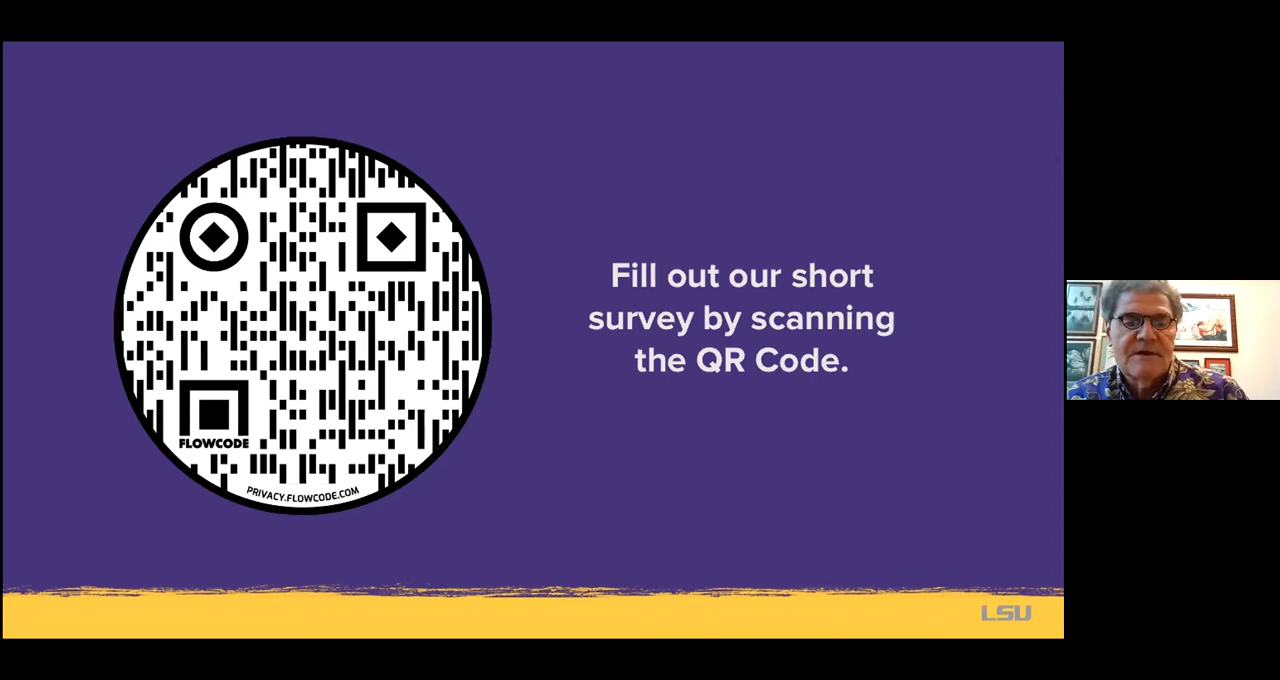 Fill out our short
survey by scanning
the QR Code.
FLOWCODE
PRIVACY.FLOWCODE.COM
LSU